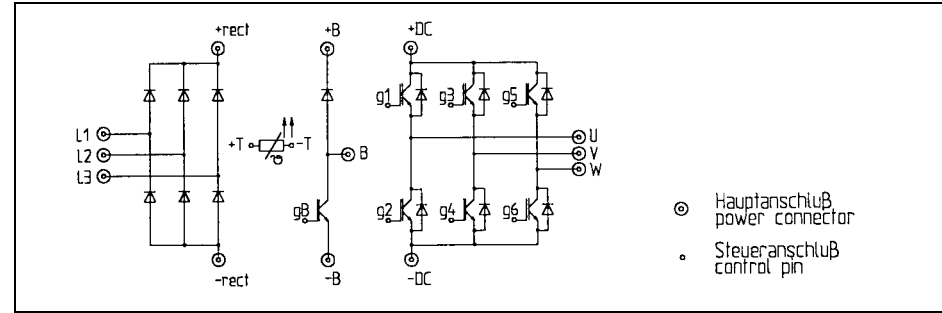 +rect
+B
+DC
g1
g3
g5
L1
L2
L3
+T
-T
ϑ
B
U
V
W
gB
g2
g4
g6
-rect
-B
-DC
Hauptanschluß
power connector
Steueranschluß
control pin